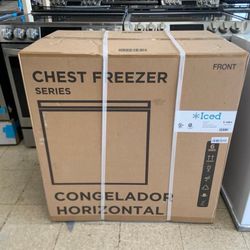 CHEST FREEZER
SERIES
FRONT
Iced
CONGELADOR
HORIZONTAL